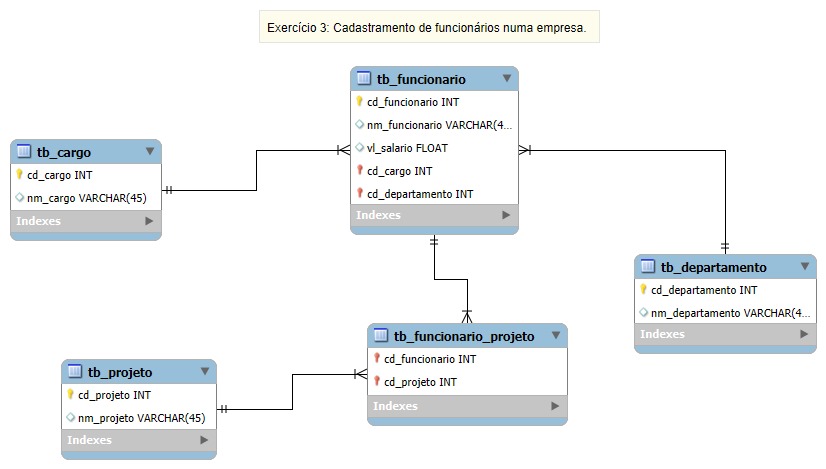 Exercício 3: Cadastramento de funcionários numa empresa.
tb_funcionario
cd_funcionario INT
nm_funcionario VARCHAR(4...
vl_salario FLOAT
cd_cargo INT
cd_departamento INT
Indexes
tb_cargo
cd_cargo INT
nm_cargo VARCHAR(45)
Indexes
tb_departamento
cd_departamento INT
nm_departamento VARCHAR(4...
Indexes
tb_funcionario_projeto
cd_funcionario INT
cd_projeto INT
Indexes
tb_projeto
cd_projeto INT
nm_projeto VARCHAR(45)
Indexes